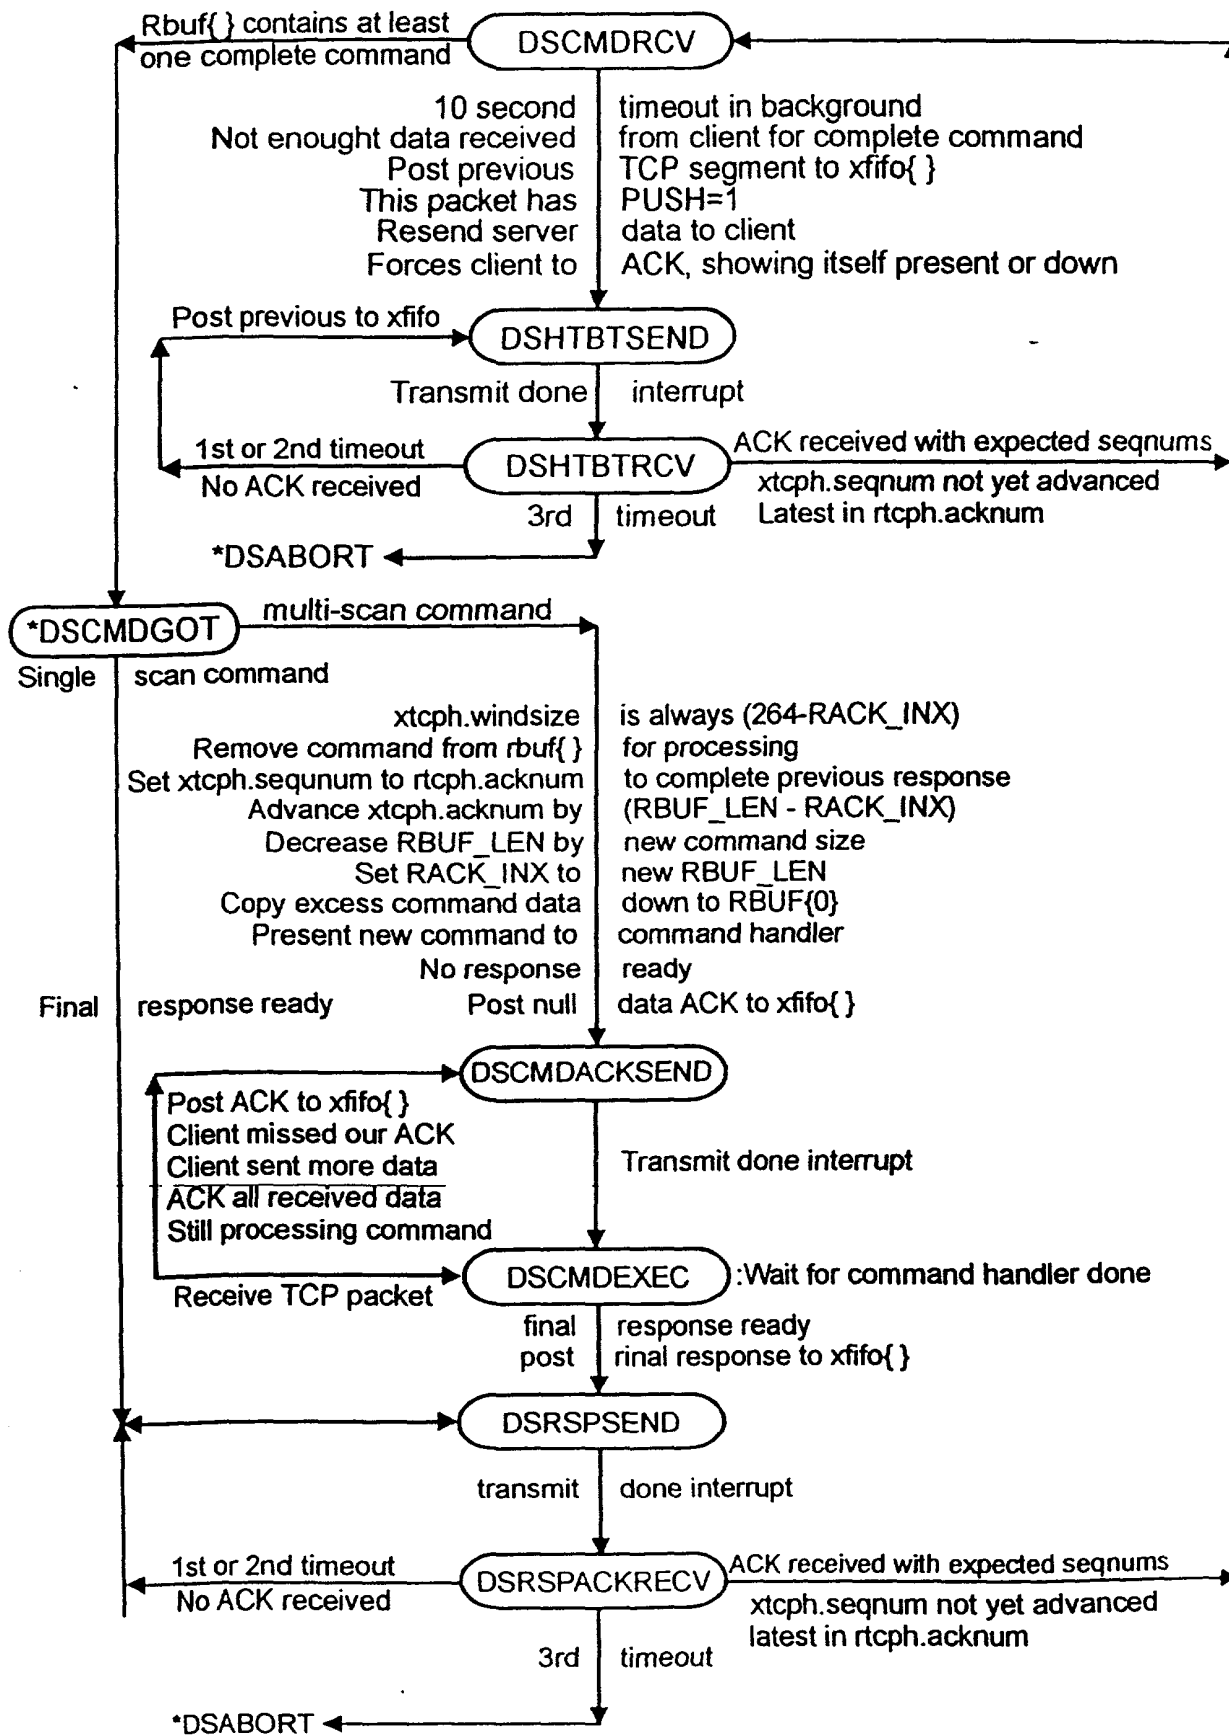 Rbuf{ } contains at least
one complete command
DSCMDRCV
10 second timeout in background
Not enought data received from client for complete command
Post previous TCP segment to xfifo{ }
This packet has PUSH=1
Resend server data to client
Forces client to ACK, showing itself present or down
Post previous to xfifo
DSHTBTSEND
Transmit done interrupt
1st or 2nd timeout
No ACK received
DSHTBTRCV
ACK received with expected seqnums
xtcph.seqnum not yet advanced
Latest in rtcph.acknum
3rd timeout
*DSABORT
*DSCMDGOT
multi-scan command
Single scan command
xtcph.windsize is always (264-RACK_INX)
Remove command from rbuf{ } for processing
Set xtcph.sequnum to rtcph.acknum to complete previous response
Advance xtcph.acknum by (RBUF_LEN - RACK_INX)
Decrease RBUF_LEN by new command size
Set RACK_INX to new RBUF_LEN
Copy excess command data down to RBUF{0}
Present new command to command handler
No response ready
Final response ready
Post null data ACK to xfifo{ }
DSCMDACKSEND
Post ACK to xfifo{ }
Client missed our ACK
Client sent more data
ACK all received data
Still processing command
Transmit done interrupt
Receive TCP packet
DSCMDEXEC :Wait for command handler done
final response ready
post rinal response to xfifo{ }
DSRSPSEND
transmit done interrupt
1st or 2nd timeout
No ACK received
DSRSPACKRECV
ACK received with expected seqnums
xtcph.seqnum not yet advanced
latest in rtcph.acknum
3rd timeout
*DSABORT